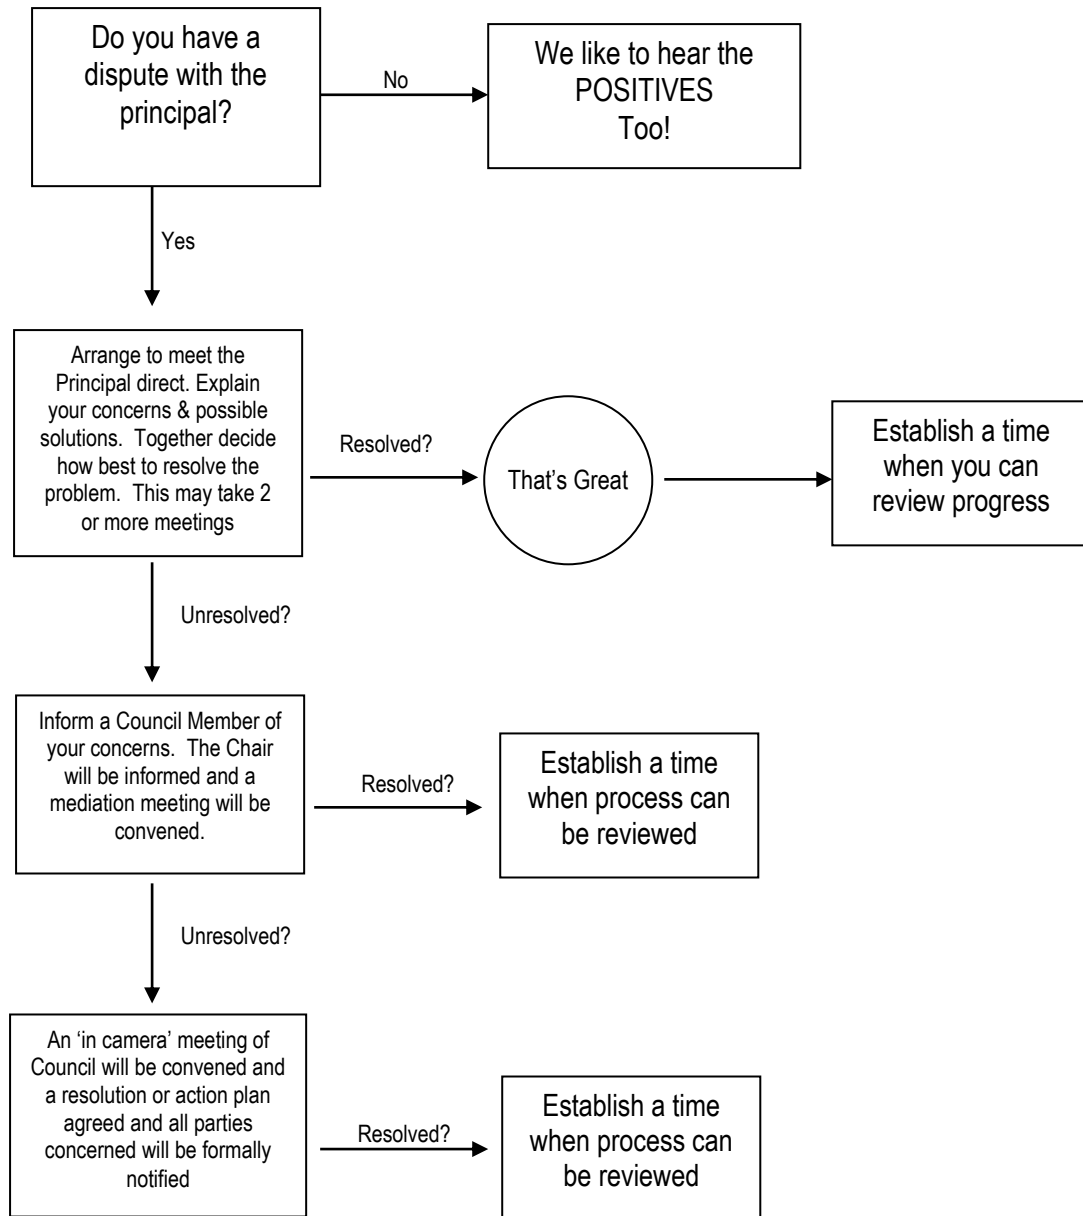 Do you have a
dispute with the
principal?
No
We like to hear the
POSITIVES
Too!
Yes
Arrange to meet the
Principal direct. Explain
your concerns & possible
solutions.  Together decide
how best to resolve the
problem.  This may take 2
or more meetings
Resolved?
That's Great
Establish a time
when you can
review progress
Unresolved?
Inform a Council Member of
your concerns.  The Chair
will be informed and a
mediation meeting will be
convened.
Resolved?
Establish a time
when process can
be reviewed
Unresolved?
An ‘in camera’ meeting of
Council will be convened and
a resolution or action plan
agreed and all parties
concerned will be formally
notified
Resolved?
Establish a time
when process can
be reviewed